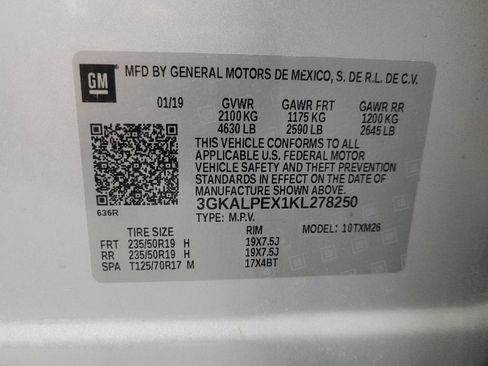 GM MFD BY GENERAL MOTORS DE MEXICO, S. DE R.L. DE C.V.
01/19 GVWR GAWR FRT GAWR RR
2100 KG 1175 KG 1200 KG
4630 LB 2590 LB 2645 LB
THIS VEHICLE CONFORMS TO ALL
APPLICABLE U.S. FEDERAL MOTOR
VEHICLE SAFETY AND THEFT PREVENTION
STANDARDS IN EFFECT ON THE DATE OF
MANUFACTURE SHOWN ABOVE.
3GKALPEX1KL278250
636R
TYPE: M.P.V. MODEL: 10TXM26
TIRE SIZE RIM
FRT 235/50R19 H 19X7.5J
RR 235/50R19 H 19X7.5J
SPA T125/70R17 M 17X4BT